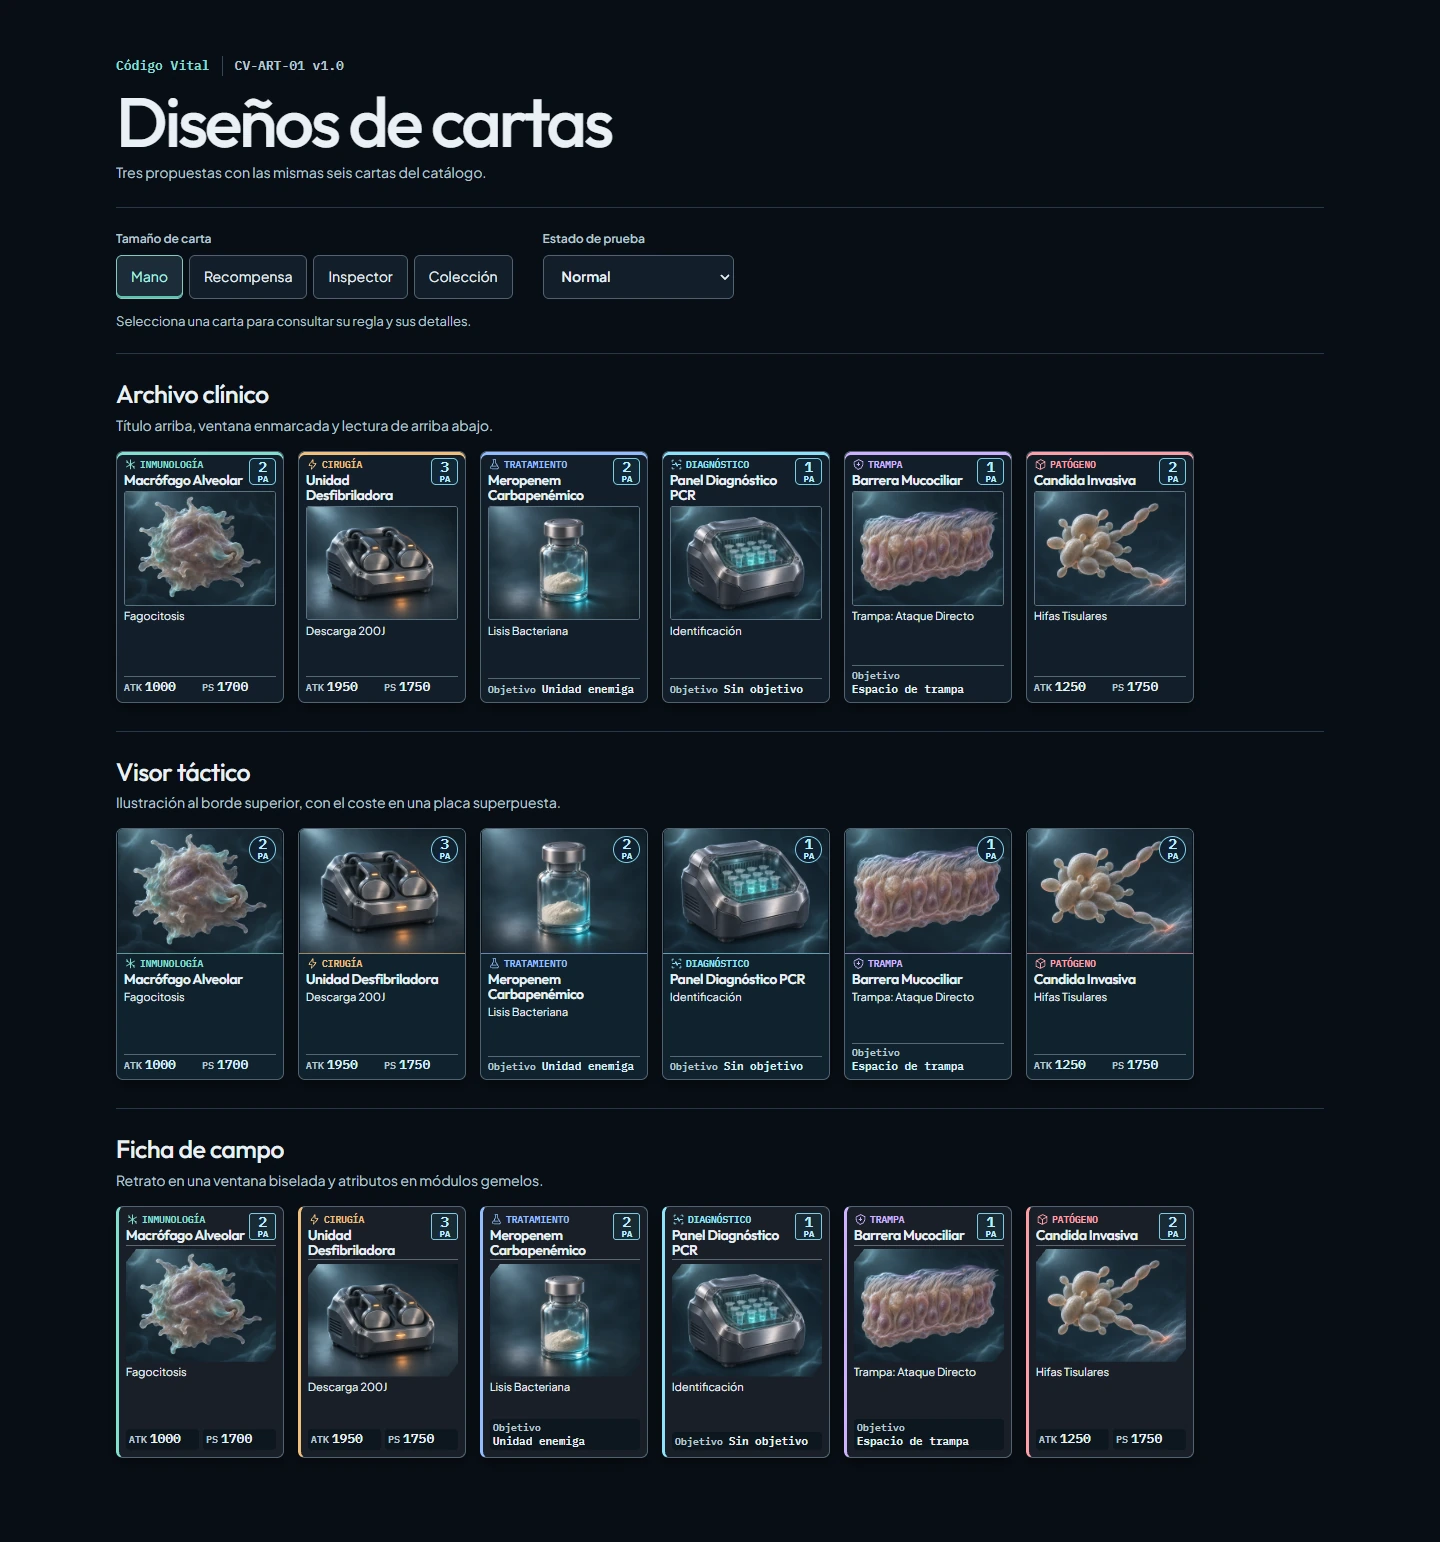 Código Vital | CV-ART-01 v1.0
Diseños de cartas
Tres propuestas con las mismas seis cartas del catálogo.
Tamaño de carta
Mano
Recompensa
Inspector
Colección
Estado de prueba
Normal
Selecciona una carta para consultar su regla y sus detalles.
Archivo clínico
Título arriba, ventana enmarcada y lectura de arriba abajo.
INMUNOLOGÍA
Macrófago Alveolar
2
PA
Fagocitosis
ATK 1000 PS 1700
CIRUGÍA
Unidad
Desfibriladora
3
PA
Descarga 200J
ATK 1950 PS 1750
TRATAMIENTO
Meropenem
Carbapenémico
2
PA
Lisis Bacteriana
Objetivo Unidad enemiga
DIAGNÓSTICO
Panel Diagnóstico
PCR
1
PA
Identificación
Objetivo Sin objetivo
TRAMPA
Barrera Mucociliar
1
PA
Trampa: Ataque Directo
Objetivo
Espacio de trampa
PATÓGENO
Candida Invasiva
2
PA
Hifas Tisulares
ATK 1250 PS 1750
Visor táctico
Ilustración al borde superior, con el coste en una placa superpuesta.
2
PA
INMUNOLOGÍA
Macrófago Alveolar
Fagocitosis
ATK 1000 PS 1700
3
PA
CIRUGÍA
Unidad Desfibriladora
Descarga 200J
ATK 1950 PS 1750
2
PA
TRATAMIENTO
Meropenem
Carbapenémico
Lisis Bacteriana
Objetivo Unidad enemiga
1
PA
DIAGNÓSTICO
Panel Diagnóstico PCR
Identificación
Objetivo Sin objetivo
1
PA
TRAMPA
Barrera Mucociliar
Trampa: Ataque Directo
Objetivo
Espacio de trampa
2
PA
PATÓGENO
Candida Invasiva
Hifas Tisulares
ATK 1250 PS 1750
Ficha de campo
Retrato en una ventana biselada y atributos en módulos gemelos.
INMUNOLOGÍA
Macrófago Alveolar
2
PA
Fagocitosis
ATK 1000 PS 1700
CIRUGÍA
Unidad
Desfibriladora
3
PA
Descarga 200J
ATK 1950 PS 1750
TRATAMIENTO
Meropenem
Carbapenémico
2
PA
Lisis Bacteriana
Objetivo
Unidad enemiga
DIAGNÓSTICO
Panel Diagnóstico
PCR
1
PA
Identificación
Objetivo Sin objetivo
TRAMPA
Barrera Mucociliar
1
PA
Trampa: Ataque Directo
Objetivo
Espacio de trampa
PATÓGENO
Candida Invasiva
2
PA
Hifas Tisulares
ATK 1250 PS 1750